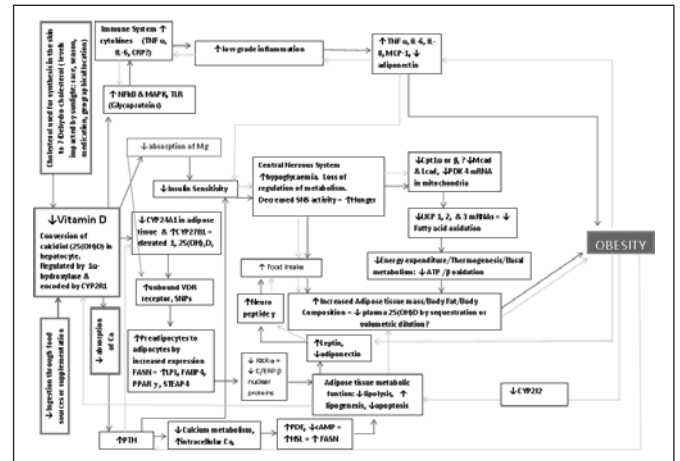 Cholesterol used for synthesis in the skin
to 7-Dehydro-cholesterol ( levels
impacted by sunlight: race, season,
medication, geographical location)
Immune System ↑
cytokines (TNFα,
IL-6, CRP?)
↑ low grade inflammation
↑ TNF α, IL-6, IL-
8, MCP-1, ↓
adiponectin
↑ NFkB & MAPK, TLR
(Glycoproteins)
↓ absorption of Mg
↓ Insulin Sensitivity
Central Nervous System
↑hypoglycaemia. Loss of
regulation of metabolism.
Decreased SNS activity = ↑Hunger
↓Cpt1α or β, ? ↓Mcad
& Lcad, ↓PDK 4 mRNA
in mitochondria
↓Vitamin D
Conversion of
calcidiol (25(OH)D) in
hepatocyte.
Regulated by 1α-
hydroxylase &
encoded by CYP2R1
↓CYP24A1 in adipose
tissue & ↑CYP27B1 =
elevated 1, 25(OH)₂D,
↓UCP 1, 2, & 3 mRNAs = ↓
Fatty acid oxidation
OBESITY
↑ Food Intake
↓Energy expenditure/Thermogenesis/Basal
metabolism: ↓ATP /β oxidation
↑unbound VDR
receptor, SNPs
↑Neuro
peptide y
↑Increased Adipose tissue mass/Body Fat/Body
Composition = ↓ plasma 25(OH)D by sequestration or
volumetric dilution?
↓Ingestion through food
sources or supplementation
↓ absorption
of Ca
↑Preadipocytes to
adipocytes by
increased expression
FASN = ↑LPL, FABP4,
PPAR γ, STEAP4
↓ RXR α =
↓ C/ERP-β
nuclear
proteins
↑Leptin,
↓adiponectin
Adipose tissue metabolic
funtion: ↓lipolysis, ↑
lipogenesis, ↓apoptosis
↓CYP2J2
↑PTH
↓Calcium metabolism,
↑intracellular Ca,
↑PDE, ↓cAMP =
↑HSL = ↑ FASN